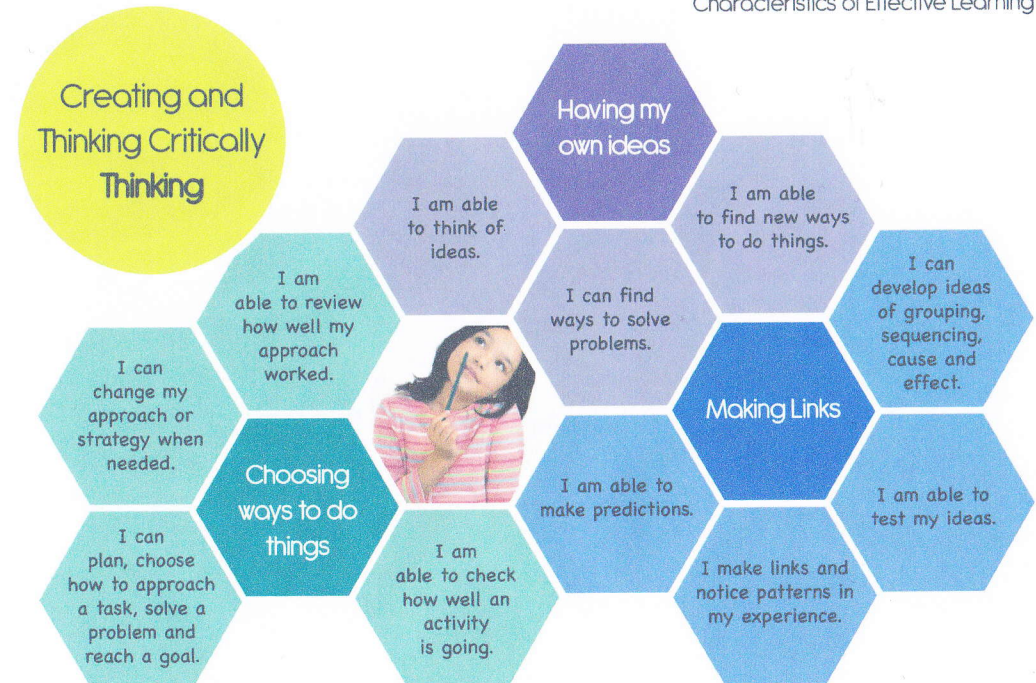 Characteristics of Effective Learning
Creating and
Thinking Critically
Thinking
Having my
own ideas
I am able
to think of
ideas.
I am able
to find new ways
to do things.
I can find
ways to solve
problems.
I am
able to review
how well my
approach
worked.
I can
change my
approach or
strategy when
needed.
Choosing
ways to do
things
I can
plan, choose
how to approach
a task, solve a
problem and
reach a goal.
I am
able to check
how well an
activity
is going.
I can
develop ideas
of grouping,
sequencing,
cause and
effect.
Making Links
I am able to
make predictions.
I am able to
test my ideas.
I make links and
notice patterns in
my experience.